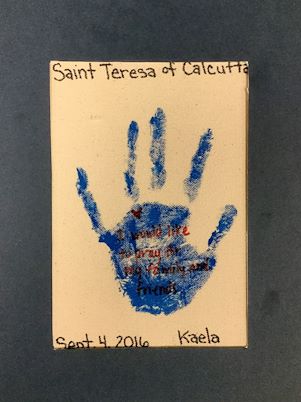 Saint Teresa of Calcutta
I would like
to pray for
my family and
friends
Sept. 4, 2016 Kaela